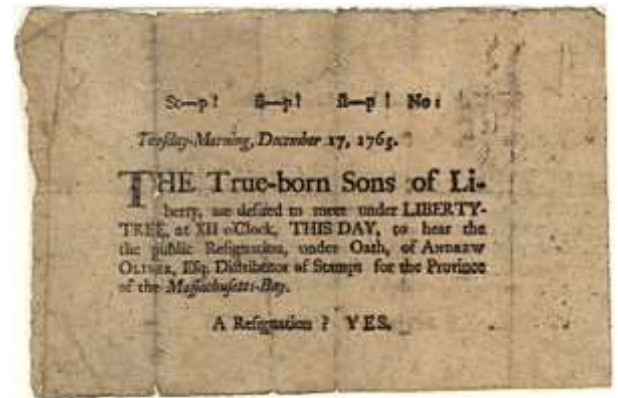 St—p! St—p! St—p! No:
Tuesday-Morning, December 17, 1765.
THE True-born Sons of Li-
berty, are desired to meet under LIBERTY-
TREE, at XII o'Clock, THIS DAY, to hear the
the public Resignation, under Oath, of ANDREW
OLIVER, Esq; Distributor of Stamps for the Province
of the Massachusetts-Bay.
A Resignation? YES.